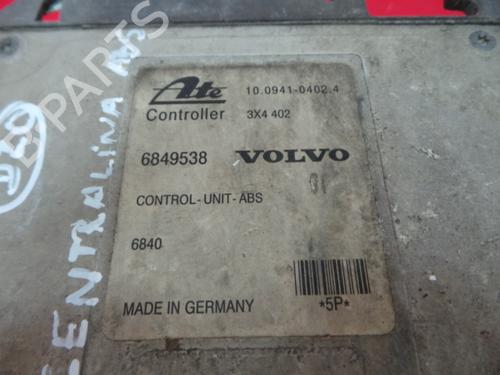 Ate
10.0941-0402.4
Controller
3X4 402
6849538
VOLVO
CONTROL-UNIT-ABS
6840
MADE IN GERMANY
*5P*
CENTRALINA ABS
B-Parts